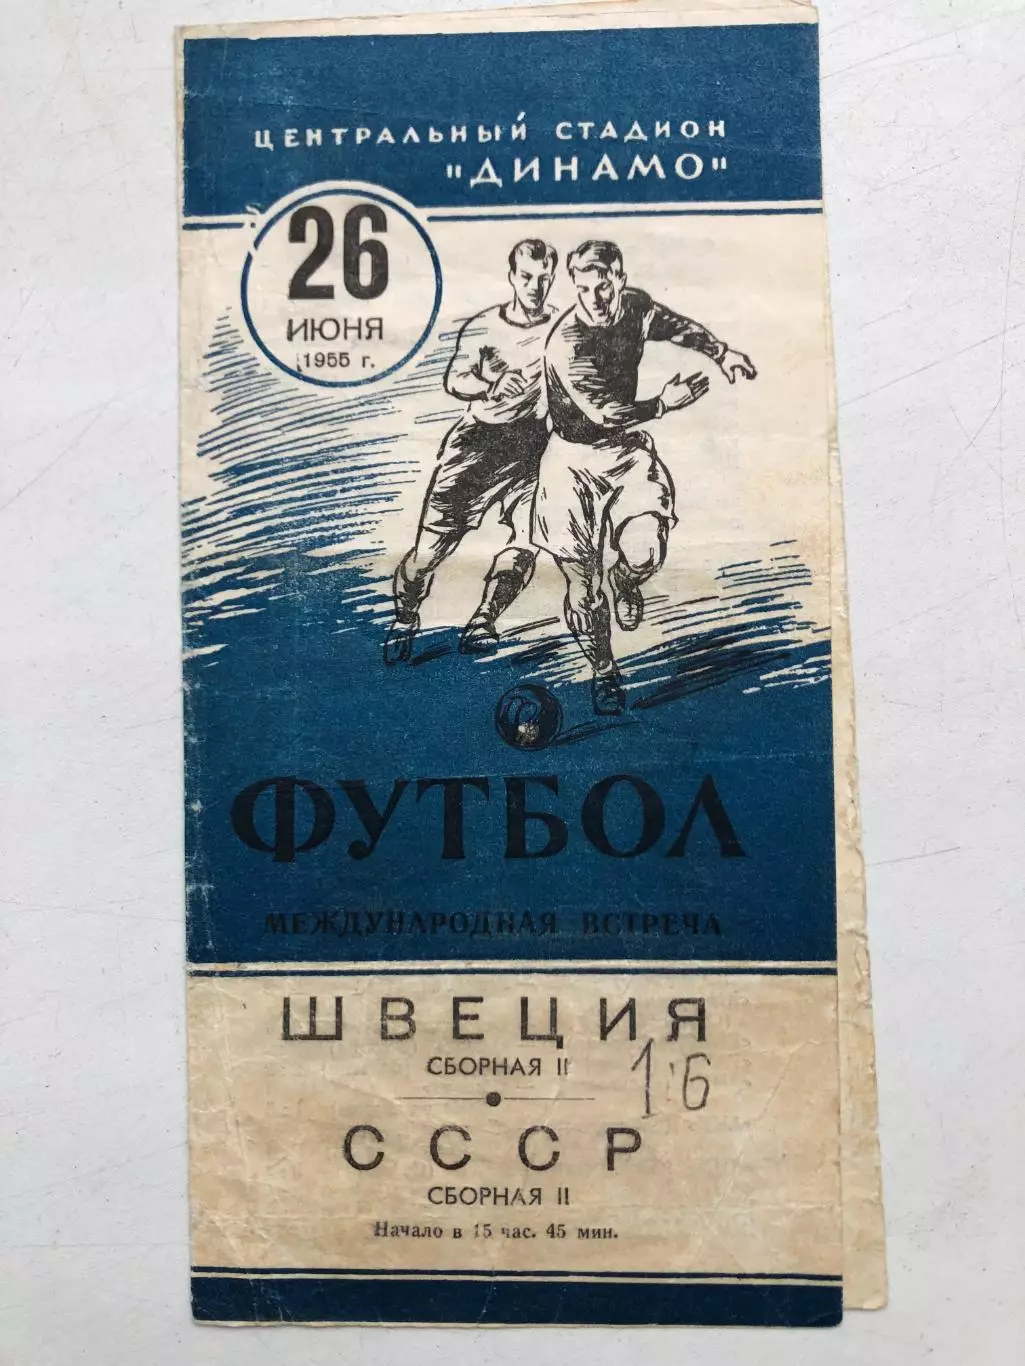 ЦЕНТРАЛЬНЫЙ СТАДИОН
"ДИНАМО"
26
ИЮНЯ
1955 г.
ФУТБОЛ
МЕЖДУНАРОДНАЯ ВСТРЕЧА
ШВЕЦИЯ
СБОРНАЯ II
1:6
СССР
СБОРНАЯ II
Начало в 15 час. 45 мин.